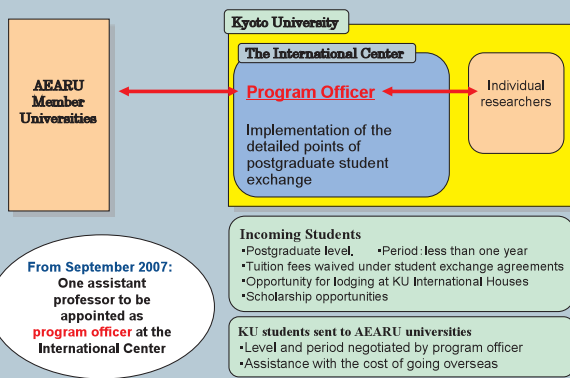 Kyoto University
The International Center
AEARU
Member
Universities
Program Officer
Implementation of the
detailed points of
postgraduate student
exchange
Individual
researchers
From September 2007:
One assistant
professor to be
appointed as
program officer at the
International Center
Incoming Students
・Postgraduate level. ・Period:less than one year
・Tuition fees waived under student exchange agreements
・Opportunity for lodging at KU International Houses
・Scholarship opportunities
KU students sent to AEARU universities
・Level and period negotiated by program officer
・Assistance with the cost of going overseas